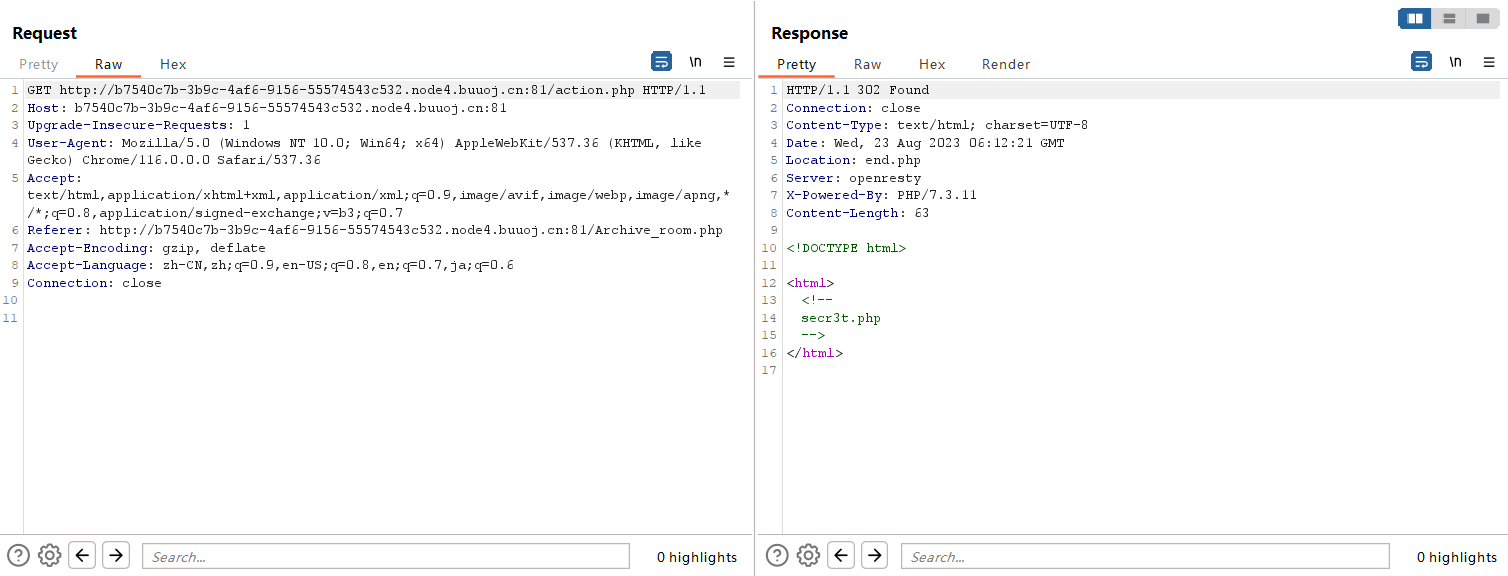 Request
Pretty Raw Hex \n
1 GET http://b7540c7b-3b9c-4af6-9156-55574543c532.node4.buuoj.cn:81/action.php HTTP/1.1
2 Host: b7540c7b-3b9c-4af6-9156-55574543c532.node4.buuoj.cn:81
3 Upgrade-Insecure-Requests: 1
4 User-Agent: Mozilla/5.0 (Windows NT 10.0; Win64; x64) AppleWebKit/537.36 (KHTML, like
Gecko) Chrome/116.0.0.0 Safari/537.36
5 Accept:
text/html,application/xhtml+xml,application/xml;q=0.9,image/avif,image/webp,image/apng,*
/*;q=0.8,application/signed-exchange;v=b3;q=0.7
6 Referer: http://b7540c7b-3b9c-4af6-9156-55574543c532.node4.buuoj.cn:81/Archive_room.php
7 Accept-Encoding: gzip, deflate
8 Accept-Language: zh-CN,zh;q=0.9,en-US;q=0.8,en;q=0.7,ja;q=0.6
9 Connection: close
10
11
? Search... 0 highlights
Response
Pretty Raw Hex Render \n
1 HTTP/1.1 302 Found
2 Connection: close
3 Content-Type: text/html; charset=UTF-8
4 Date: Wed, 23 Aug 2023 06:12:21 GMT
5 Location: end.php
6 Server: openresty
7 X-Powered-By: PHP/7.3.11
8 Content-Length: 63
9
10 <!DOCTYPE html>
11
12 <html>
13 <!--
14 secr3t.php
15 -->
16 </html>
17
? Search... 0 highlights